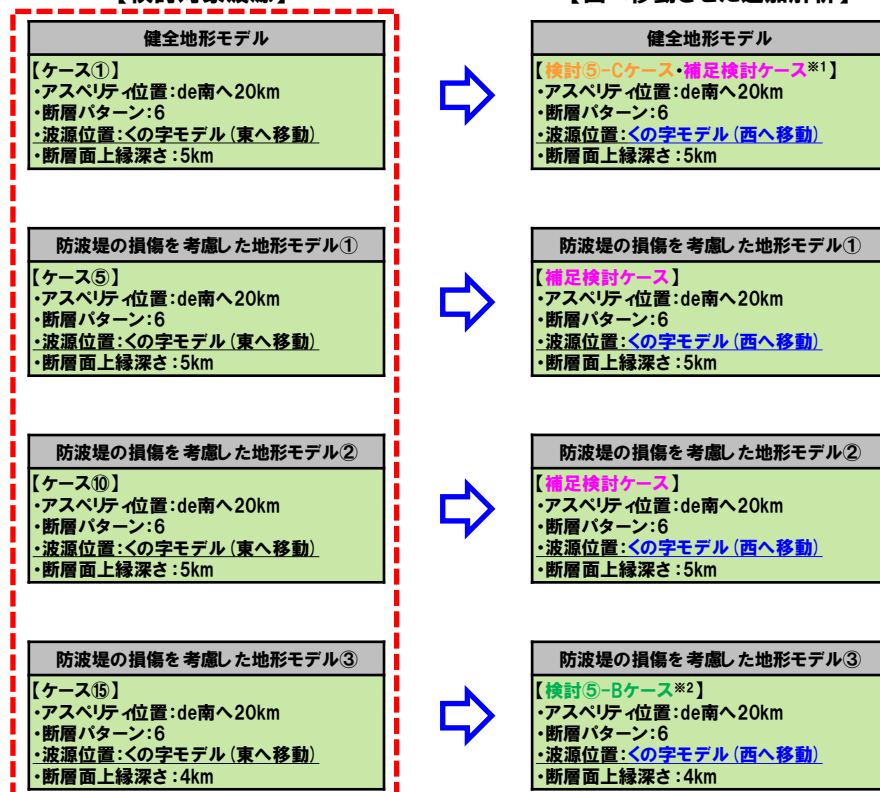 健全地形モデル
【ケース①】
・アスペリティ位置：de南へ20km
・断層パターン：6
・波源位置：くの字モデル（東へ移動）
・断層面上縁深さ：5km
健全地形モデル
【検討⑤-Cケース・補足検討ケース※1】
・アスペリティ位置：de南へ20km
・断層パターン：6
・波源位置：くの字モデル（西へ移動）
・断層面上縁深さ：5km
防波堤の損傷を考慮した地形モデル①
【ケース⑤】
・アスペリティ位置：de南へ20km
・断層パターン：6
・波源位置：くの字モデル（東へ移動）
・断層面上縁深さ：5km
防波堤の損傷を考慮した地形モデル①
【補足検討ケース】
・アスペリティ位置：de南へ20km
・断層パターン：6
・波源位置：くの字モデル（西へ移動）
・断層面上縁深さ：5km
防波堤の損傷を考慮した地形モデル②
【ケース⑩】
・アスペリティ位置：de南へ20km
・断層パターン：6
・波源位置：くの字モデル（東へ移動）
・断層面上縁深さ：5km
防波堤の損傷を考慮した地形モデル②
【補足検討ケース】
・アスペリティ位置：de南へ20km
・断層パターン：6
・波源位置：くの字モデル（西へ移動）
・断層面上縁深さ：5km
防波堤の損傷を考慮した地形モデル③
【ケース⑮】
・アスペリティ位置：de南へ20km
・断層パターン：6
・波源位置：くの字モデル（東へ移動）
・断層面上縁深さ：4km
防波堤の損傷を考慮した地形モデル③
【検討⑤-Bケース※2】
・アスペリティ位置：de南へ20km
・断層パターン：6
・波源位置：くの字モデル（西へ移動）
・断層面上縁深さ：4km